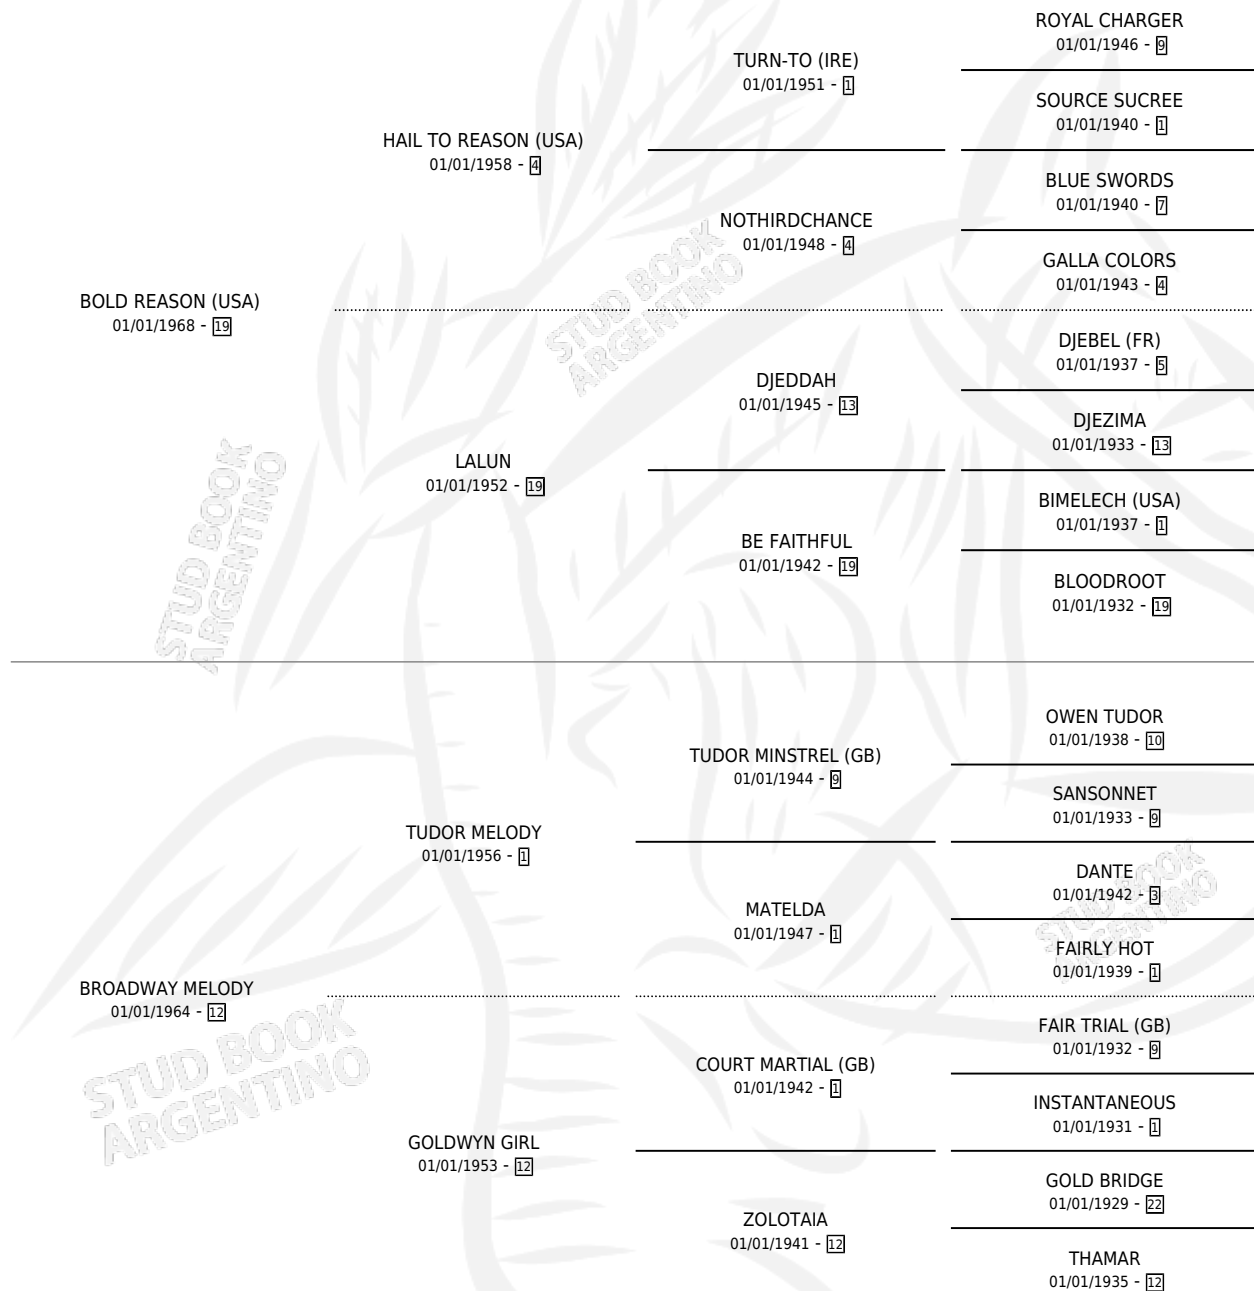 ROYAL CHARGER
01/01/1946 - 9
TURN-TO (IRE)
01/01/1951 - 1
SOURCE SUCREE
01/01/1940 - 1
HAIL TO REASON (USA)
01/01/1958 - 4
BLUE SWORDS
01/01/1940 - 7
NOTHIRDCHANCE
01/01/1948 - 4
GALLA COLORS
01/01/1943 - 4
BOLD REASON (USA)
01/01/1968 - 19
DJEBEL (FR)
01/01/1937 - 5
DJEDDAH
01/01/1945 - 13
DJEZIMA
01/01/1933 - 13
LALUN
01/01/1952 - 19
BIMELECH (USA)
01/01/1937 - 1
BE FAITHFUL
01/01/1942 - 19
BLOODROOT
01/01/1932 - 19
OWEN TUDOR
01/01/1938 - 10
TUDOR MINSTREL (GB)
01/01/1944 - 9
SANSONNET
01/01/1933 - 9
TUDOR MELODY
01/01/1956 - 1
DANTE
01/01/1942 - 3
MATELDA
01/01/1947 - 1
FAIRLY HOT
01/01/1939 - 1
BROADWAY MELODY
01/01/1964 - 12
FAIR TRIAL (GB)
01/01/1932 - 9
COURT MARTIAL (GB)
01/01/1942 - 1
INSTANTANEOUS
01/01/1931 - 1
GOLDWYN GIRL
01/01/1953 - 12
GOLD BRIDGE
01/01/1929 - 22
ZOLOTAIA
01/01/1941 - 12
THAMAR
01/01/1935 - 12
STUD BOOK
ARGENTINO
STUD BOOK
ARGENTINO
STUD BOOK
ARGENTINO
STUD BOOK
ARGENTINO